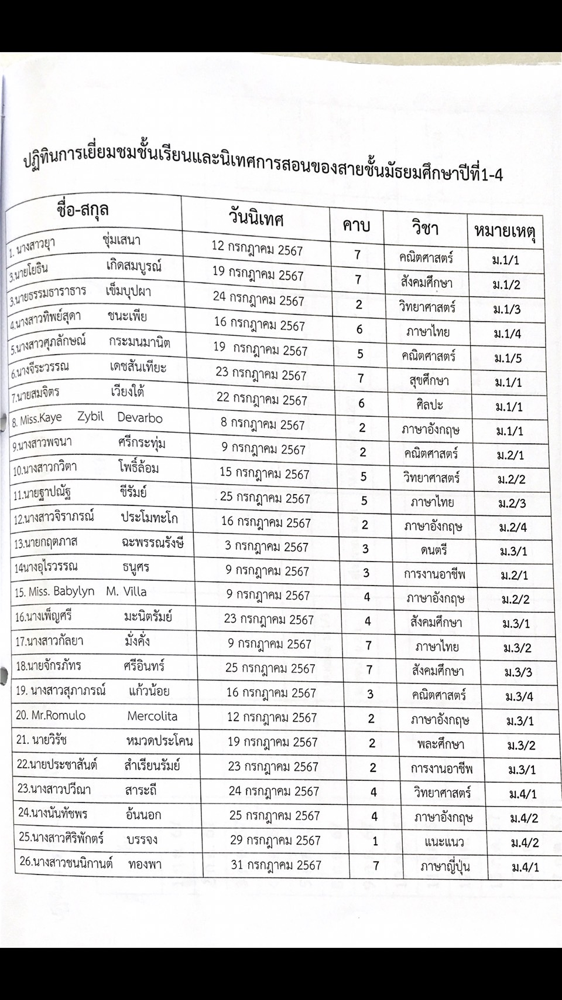 ปฏิทินการเยี่ยมชมชั้นเรียนและนิเทศการสอนของสายชั้นมัธยมศึกษาปีที่1-4
ชื่อ-สกุล วันนิเทศ คาบ วิชา หมายเหตุ
1. นางสาวยุา ชุ่มเสนา 12 กรกฎาคม 2567 7 คณิตศาสตร์ ม.1/1
3.นายโยธิน เกิดสมบูรณ์ 19 กรกฎาคม 2567 7 สังคมศึกษา ม.1/2
3.นายธรรมธาราธาร เข็มบุปผา 24 กรกฎาคม 2567 2 วิทยาศาสตร์ ม.1/3
4.นางสาวทิพย์สุดา ชนะเพีย 16 กรกฎาคม 2567 6 ภาษาไทย ม.1/4
5.นางสาวศุภลักษณ์ กระมนมานิต 19 กรกฎาคม 2567 5 คณิตศาสตร์ ม.1/5
6.นางจีระวรรณ เดชสันเทียะ 23 กรกฎาคม 2567 7 สุขศึกษา ม.1/1
7.นายสมจิตร เวียงใต้ 22 กรกฎาคม 2567 6 ศิลปะ ม.1/1
8. Miss.Kaye Zybil Devarbo 8 กรกฎาคม 2567 2 ภาษาอังกฤษ ม.1/1
9.นางสาวพจนา ศรีกระทุ่ม 9 กรกฎาคม 2567 2 คณิตศาสตร์ ม.2/1
10.นางสาวกวิตา โพธิ์ล้อม 15 กรกฎาคม 2567 5 วิทยาศาสตร์ ม.2/2
11.นายฐาปณัฐ ขีรัมย์ 25 กรกฎาคม 2567 5 ภาษาไทย ม.2/3
12.นางสาวจิราภรณ์ ประโมทะโก 16 กรกฎาคม 2567 2 ภาษาอังกฤษ ม.2/4
13.นายกฤตภาส ฉะพรรณรังษี 3 กรกฎาคม 2567 3 ดนตรี ม.3/1
14นางอุไรวรรณ ธนูศร 9 กรกฎาคม 2567 3 การงานอาชีพ ม.2/1
15. Miss. Babylyn M. Villa 9 กรกฎาคม 2567 4 ภาษาอังกฤษ ม.2/2
16.นางเพ็ญศรี มะนิตรัมย์ 23 กรกฎาคม 2567 4 สังคมศึกษา ม.3/1
17.นางสาวกัลยา มั่งคั่ง 9 กรกฎาคม 2567 7 ภาษาไทย ม.3/2
18.นายจักรภัทร ศรีอินทร์ 25 กรกฎาคม 2567 7 สังคมศึกษา ม.3/3
19. นางสาวสุภาภรณ์ แก้วน้อย 16 กรกฎาคม 2567 3 คณิตศาสตร์ ม.3/4
20. Mr.Romulo Mercolita 12 กรกฎาคม 2567 2 ภาษาอังกฤษ ม.3/1
21. นายวิรัช หมวดประโคน 19 กรกฎาคม 2567 2 พละศึกษา ม.3/2
22.นายประชาสันต์ สำเรียนรัมย์ 23 กรกฎาคม 2567 2 การงานอาชีพ ม.3/1
23.นางสาวปวีณา สาระถี 24 กรกฎาคม 2567 4 วิทยาศาสตร์ ม.4/1
24.นางนันทัชพร อ้นนอก 25 กรกฎาคม 2567 4 ภาษาอังกฤษ ม.4/2
25.นางสาวศิริพักตร์ บรรจง 29 กรกฎาคม 2567 1 แนะแนว ม.4/2
26.นางสาวชนนิกานต์ ทองพา 31 กรกฎาคม 2567 7 ภาษาญี่ปุ่น ม.4/1